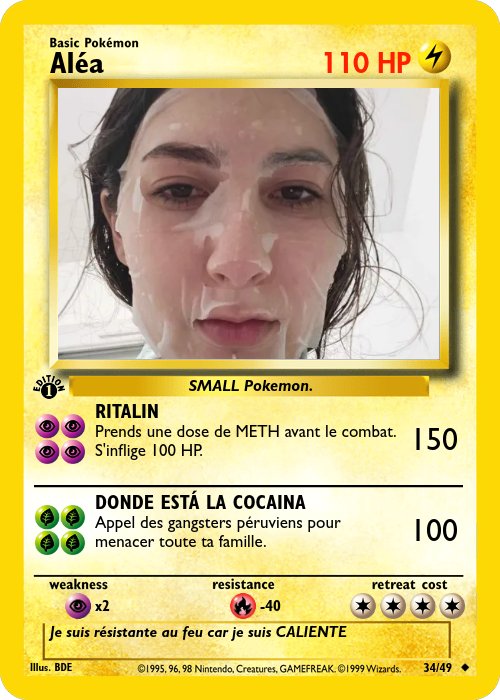 Basic Pokémon
Aléa
110 HP
EDITION
1
SMALL Pokemon.
RITALIN
Prends une dose de METH avant le combat.
S'inflige 100 HP.
150
DONDE ESTÁ LA COCAINA
Appel des gangsters péruviens pour
menacer toute ta famille.
100
weakness
resistance
retreat cost
x2
-40
Je suis résistante au feu car je suis CALIENTE
Illus. BDE
©1995, 96, 98 Nintendo, Creatures, GAMEFREAK. ©1999 Wizards.
34/49